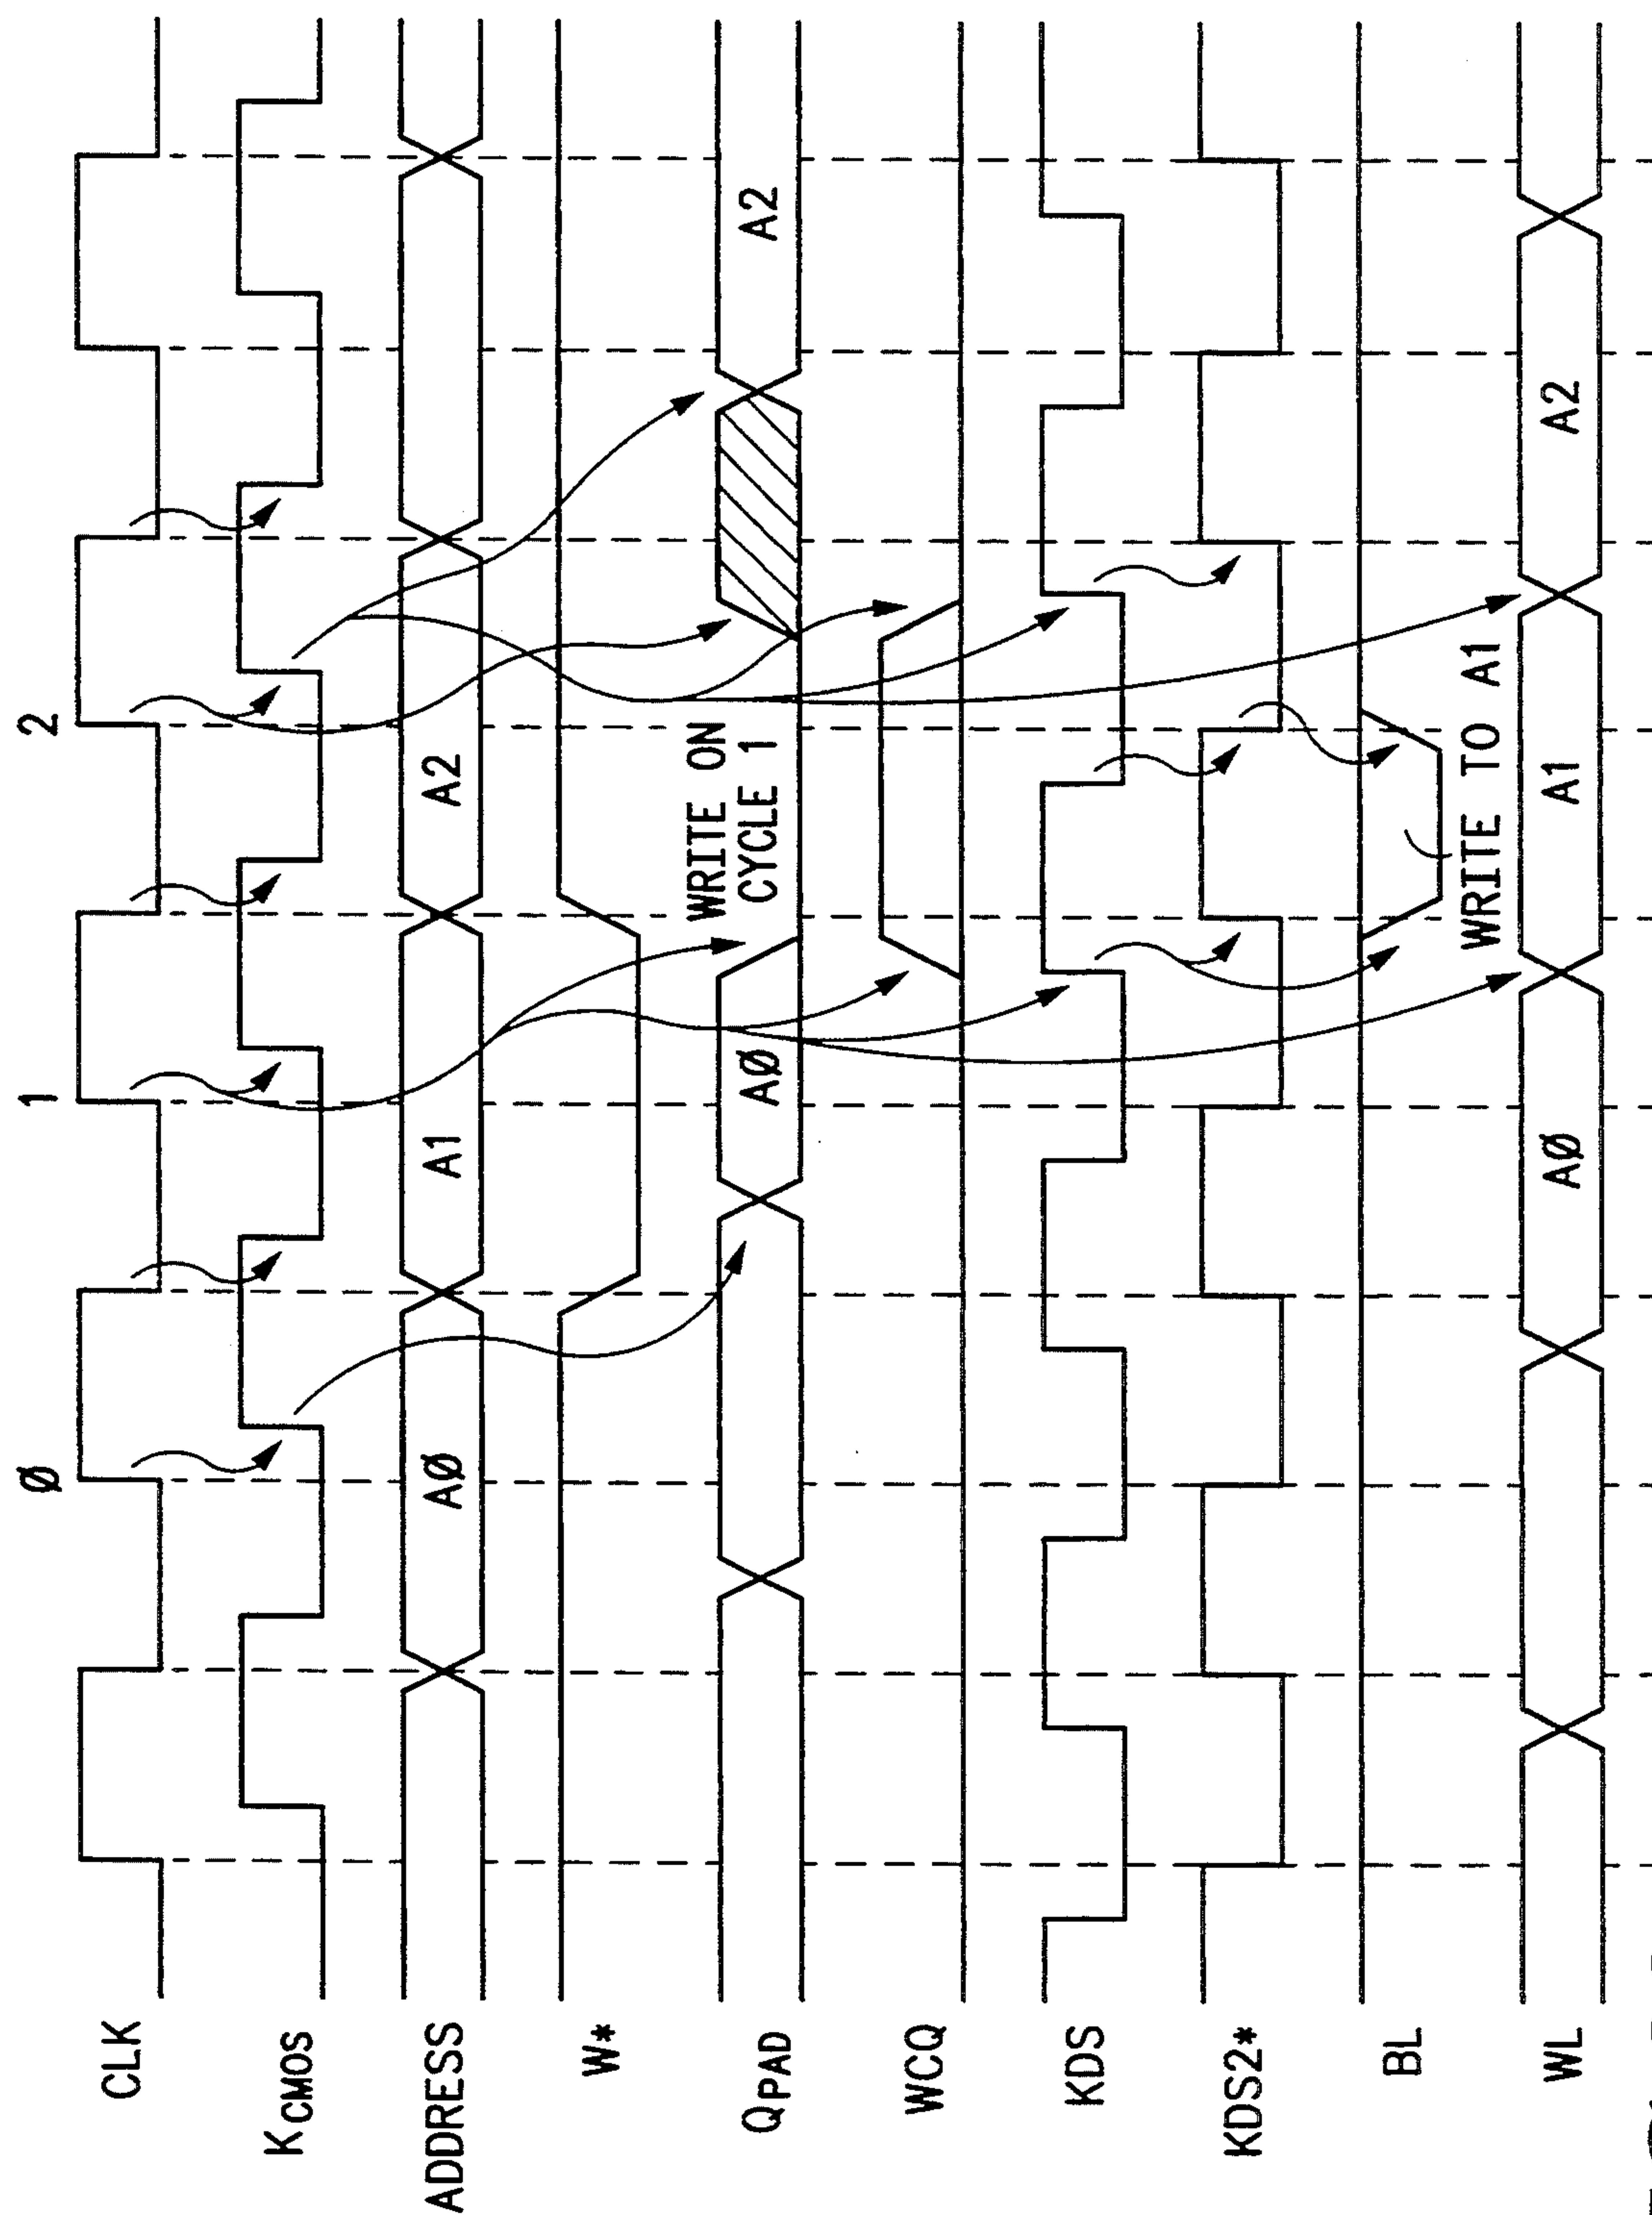 Ø 1 2
CLK
KCMOS
ADDRESS AØ A1 A2
W*
QPAD AØ WRITE ON
CYCLE 1 A2
WCQ
KDS
KDS2*
BL
WRITE TO A1
WL AØ A1 A2